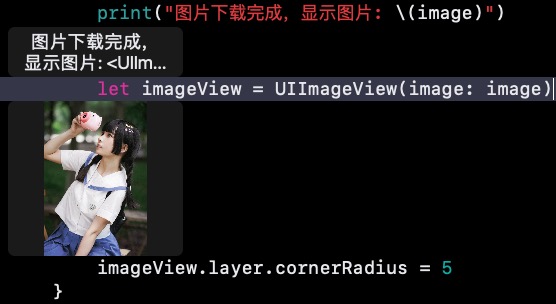 print("图片下载完成，显示图片: \(image)")
图片下载完成，
显示图片: <UIIm...
let imageView = UIImageView(image: image)
imageView.layer.cornerRadius = 5
}